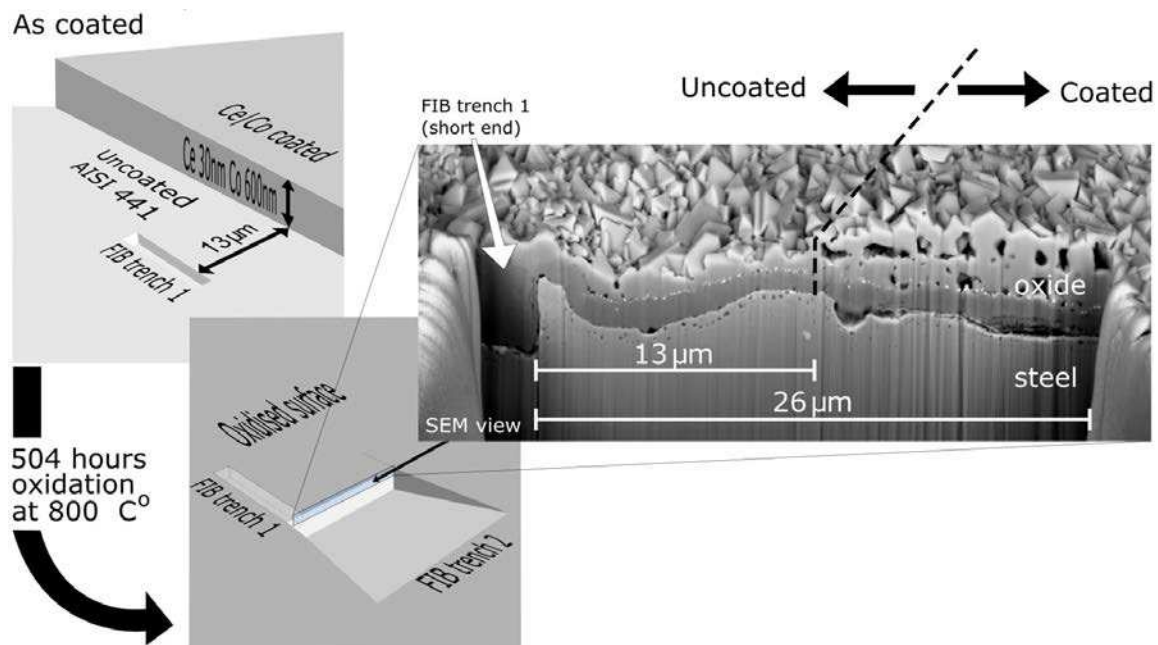 As coated
Ce/Co coated
Ce 30nm Co 600nm
Uncoated
AISI 441
13µm
FIB trench 1
504 hours
oxidation
at 800 C°
Oxidised surface
FIB trench 1
FIB trench 2
FIB trench 1
(short end)
Uncoated
Coated
oxide
13 µm
steel
26 µm
SEM view